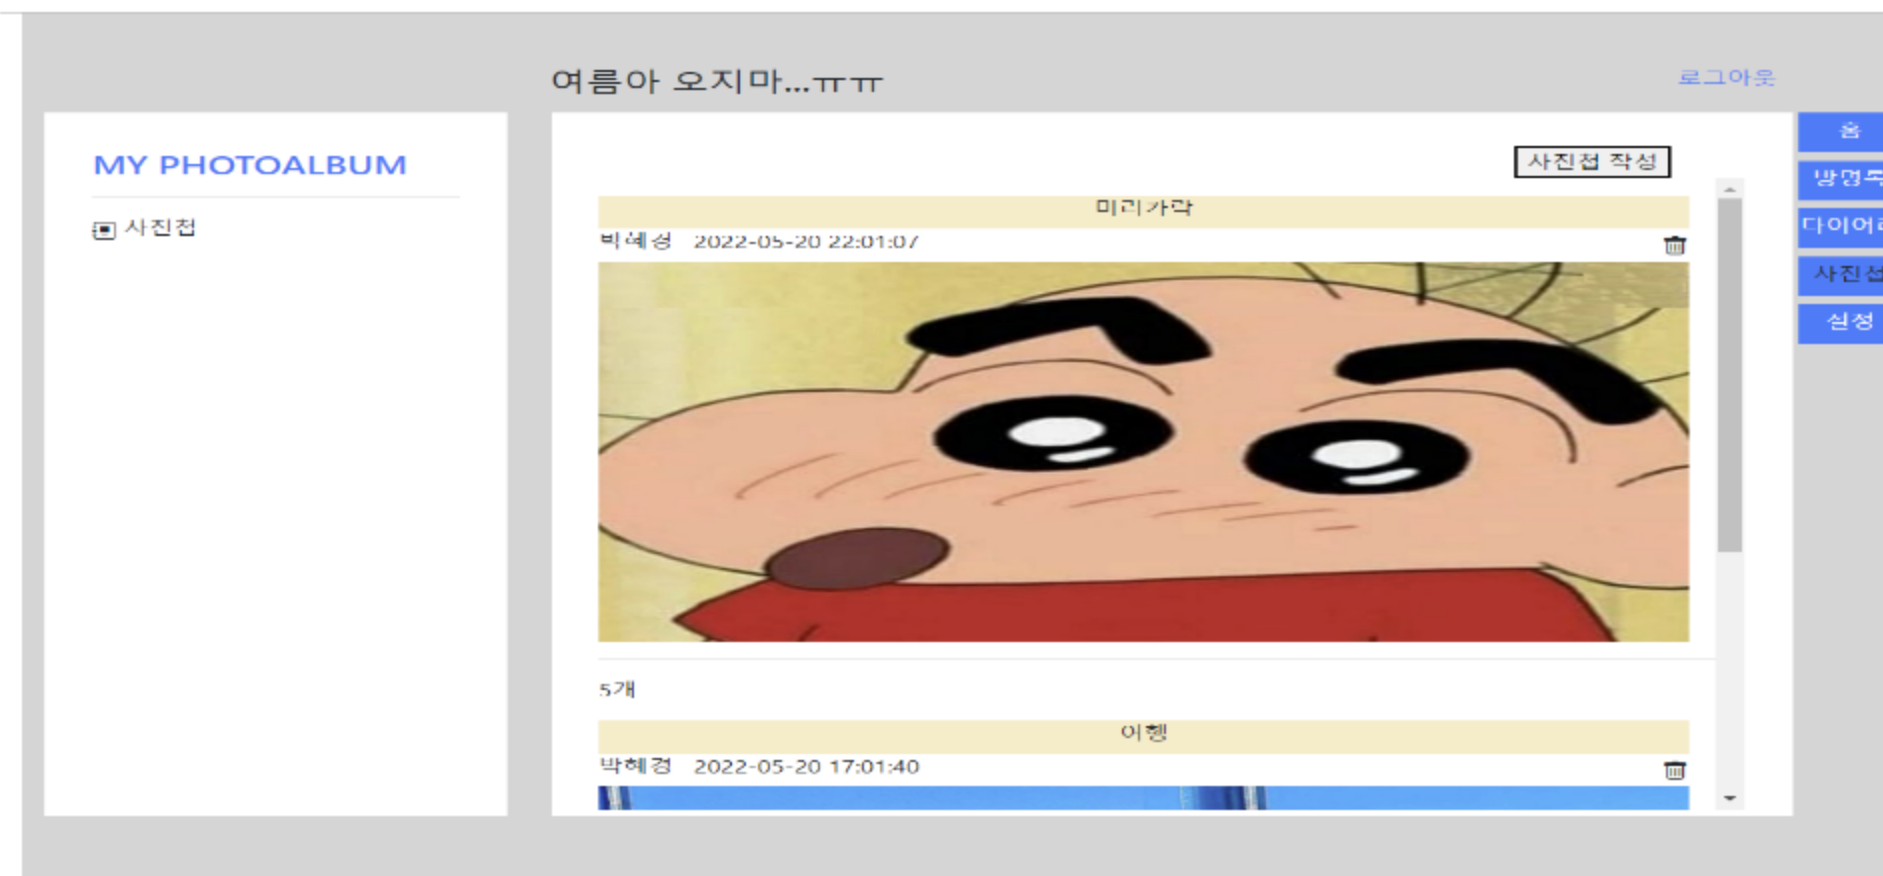 여름아 오지마...ㅠㅠ
로그아웃
MY PHOTOALBUM
사진첩
사진첩 작성
미리가락
박혜경 2022-05-20 22:01:07
5개
여행
박혜경 2022-05-20 17:01:40
홈
방명록
다이어리
사진첩
설정